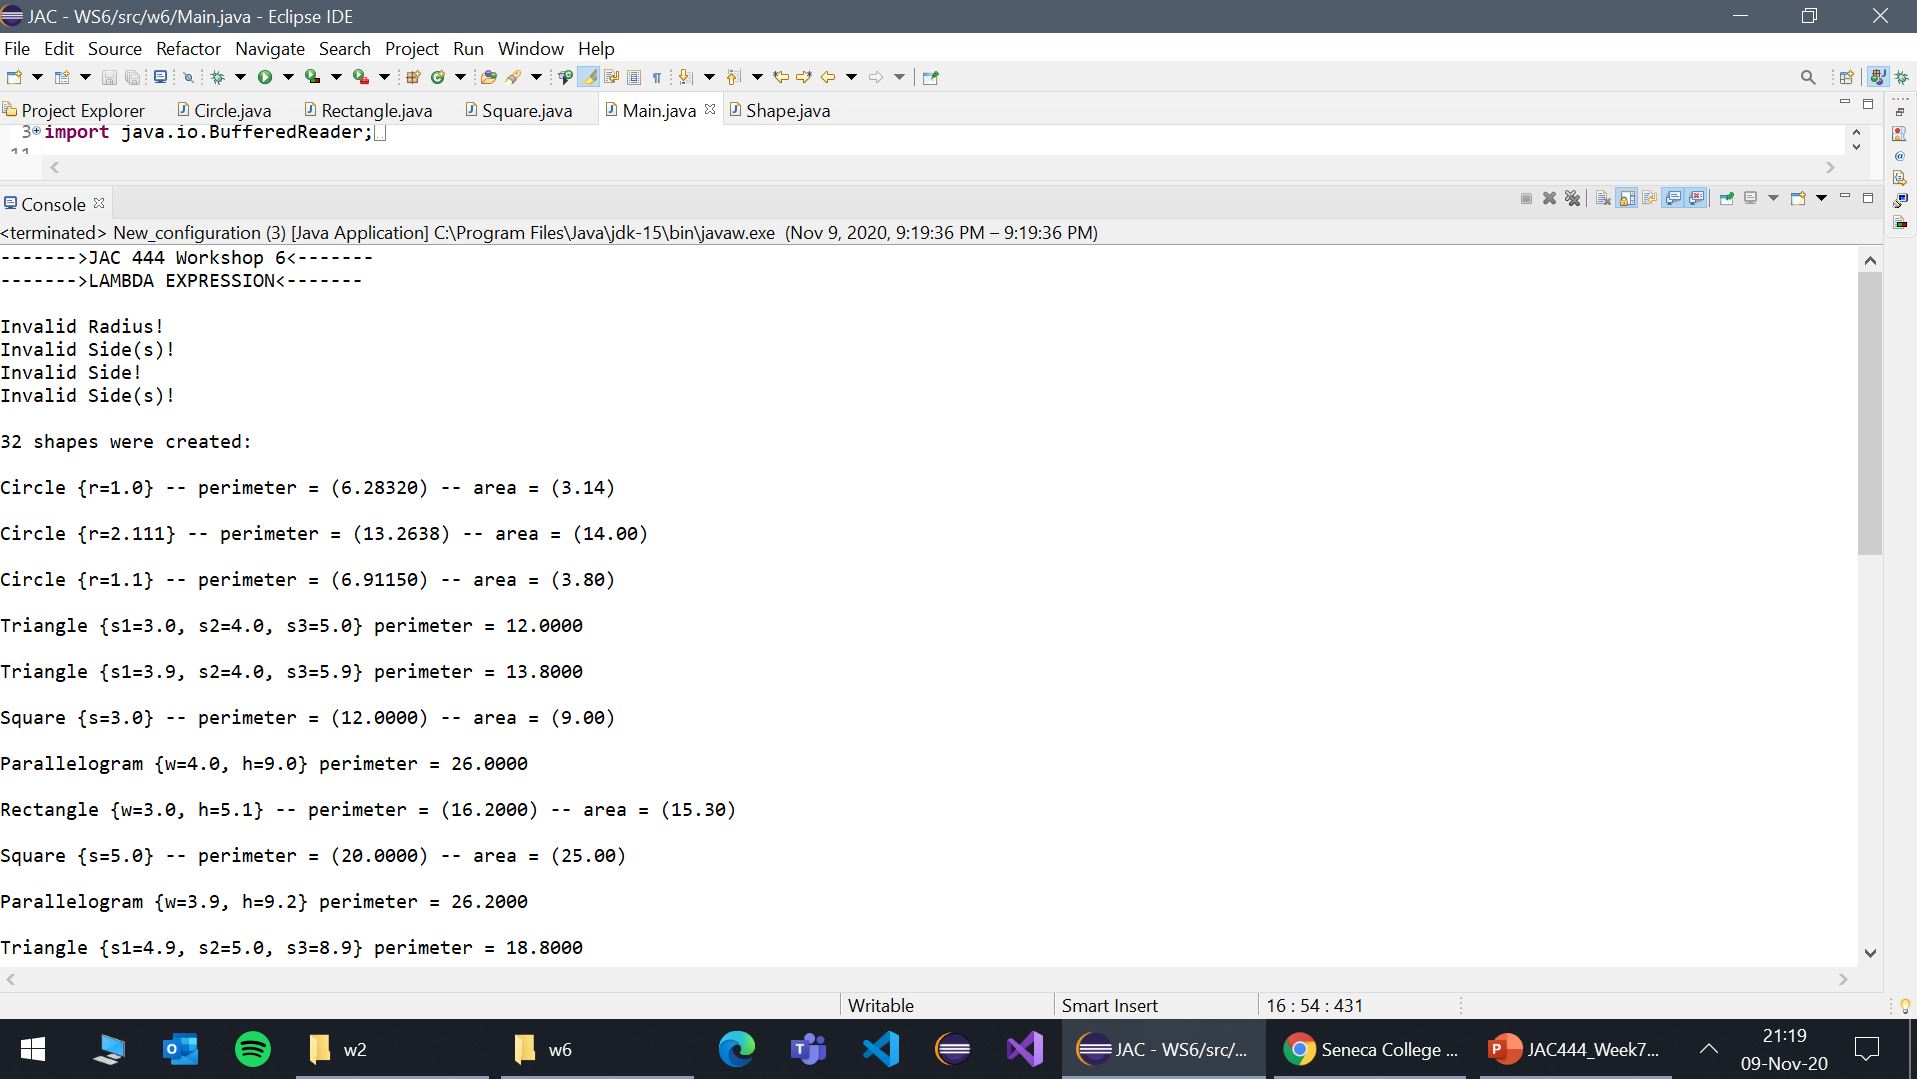 JAC - WS6/src/w6/Main.java - Eclipse IDE
File Edit Source Refactor Navigate Search Project Run Window Help
Project Explorer Circle.java Rectangle.java Square.java Main.java Shape.java
3 import java.io.BufferedReader;
11
Console
<terminated> New_configuration (3) [Java Application] C:\Program Files\Java\jdk-15\bin\javaw.exe (Nov 9, 2020, 9:19:36 PM – 9:19:36 PM)
------->JAC 444 Workshop 6<-------
------->LAMBDA EXPRESSION<-------
Invalid Radius!
Invalid Side(s)!
Invalid Side!
Invalid Side(s)!
32 shapes were created:
Circle {r=1.0} -- perimeter = (6.28320) -- area = (3.14)
Circle {r=2.111} -- perimeter = (13.2638) -- area = (14.00)
Circle {r=1.1} -- perimeter = (6.91150) -- area = (3.80)
Triangle {s1=3.0, s2=4.0, s3=5.0} perimeter = 12.0000
Triangle {s1=3.9, s2=4.0, s3=5.9} perimeter = 13.8000
Square {s=3.0} -- perimeter = (12.0000) -- area = (9.00)
Parallelogram {w=4.0, h=9.0} perimeter = 26.0000
Rectangle {w=3.0, h=5.1} -- perimeter = (16.2000) -- area = (15.30)
Square {s=5.0} -- perimeter = (20.0000) -- area = (25.00)
Parallelogram {w=3.9, h=9.2} perimeter = 26.2000
Triangle {s1=4.9, s2=5.0, s3=8.9} perimeter = 18.8000
Writable Smart Insert 16 : 54 : 431
w2 w6 JAC - WS6/src/... Seneca College ... JAC444_Week7... 21:19
09-Nov-20